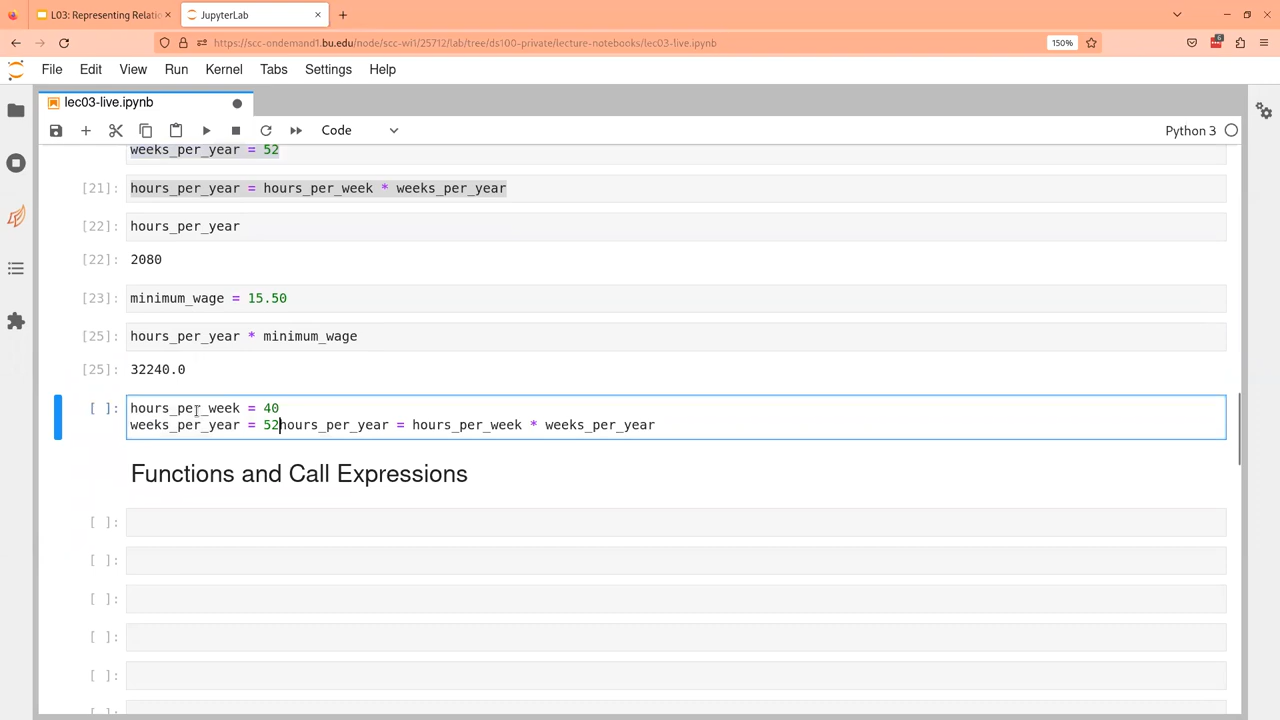 L03: Representing Relatio
JupyterLab
https://scc-ondemand1.bu.edu/node/scc-wi1/25712/lab/tree/ds100-private/lecture-notebooks/lec03-live.ipynb
150%
6
File Edit View Run Kernel Tabs Settings Help
lec03-live.ipynb
Code
Python 3
weeks_per_year = 52
[21]: hours_per_year = hours_per_week * weeks_per_year
[22]: hours_per_year
[22]: 2080
[23]: minimum_wage = 15.50
[25]: hours_per_year * minimum_wage
[25]: 32240.0
[ ]: hours_per_week = 40
weeks_per_year = 52hours_per_year = hours_per_week * weeks_per_year
Functions and Call Expressions
[ ]:
[ ]:
[ ]:
[ ]:
[ ]:
[ ]: